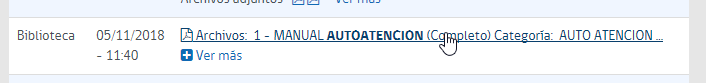 Archivos adjuntos Ver más
Biblioteca 05/11/2018 Archivos: 1 - MANUAL AUTOATENCION (Completo) Categoría: AUTO ATENCION ...
- 11:40 Ver más